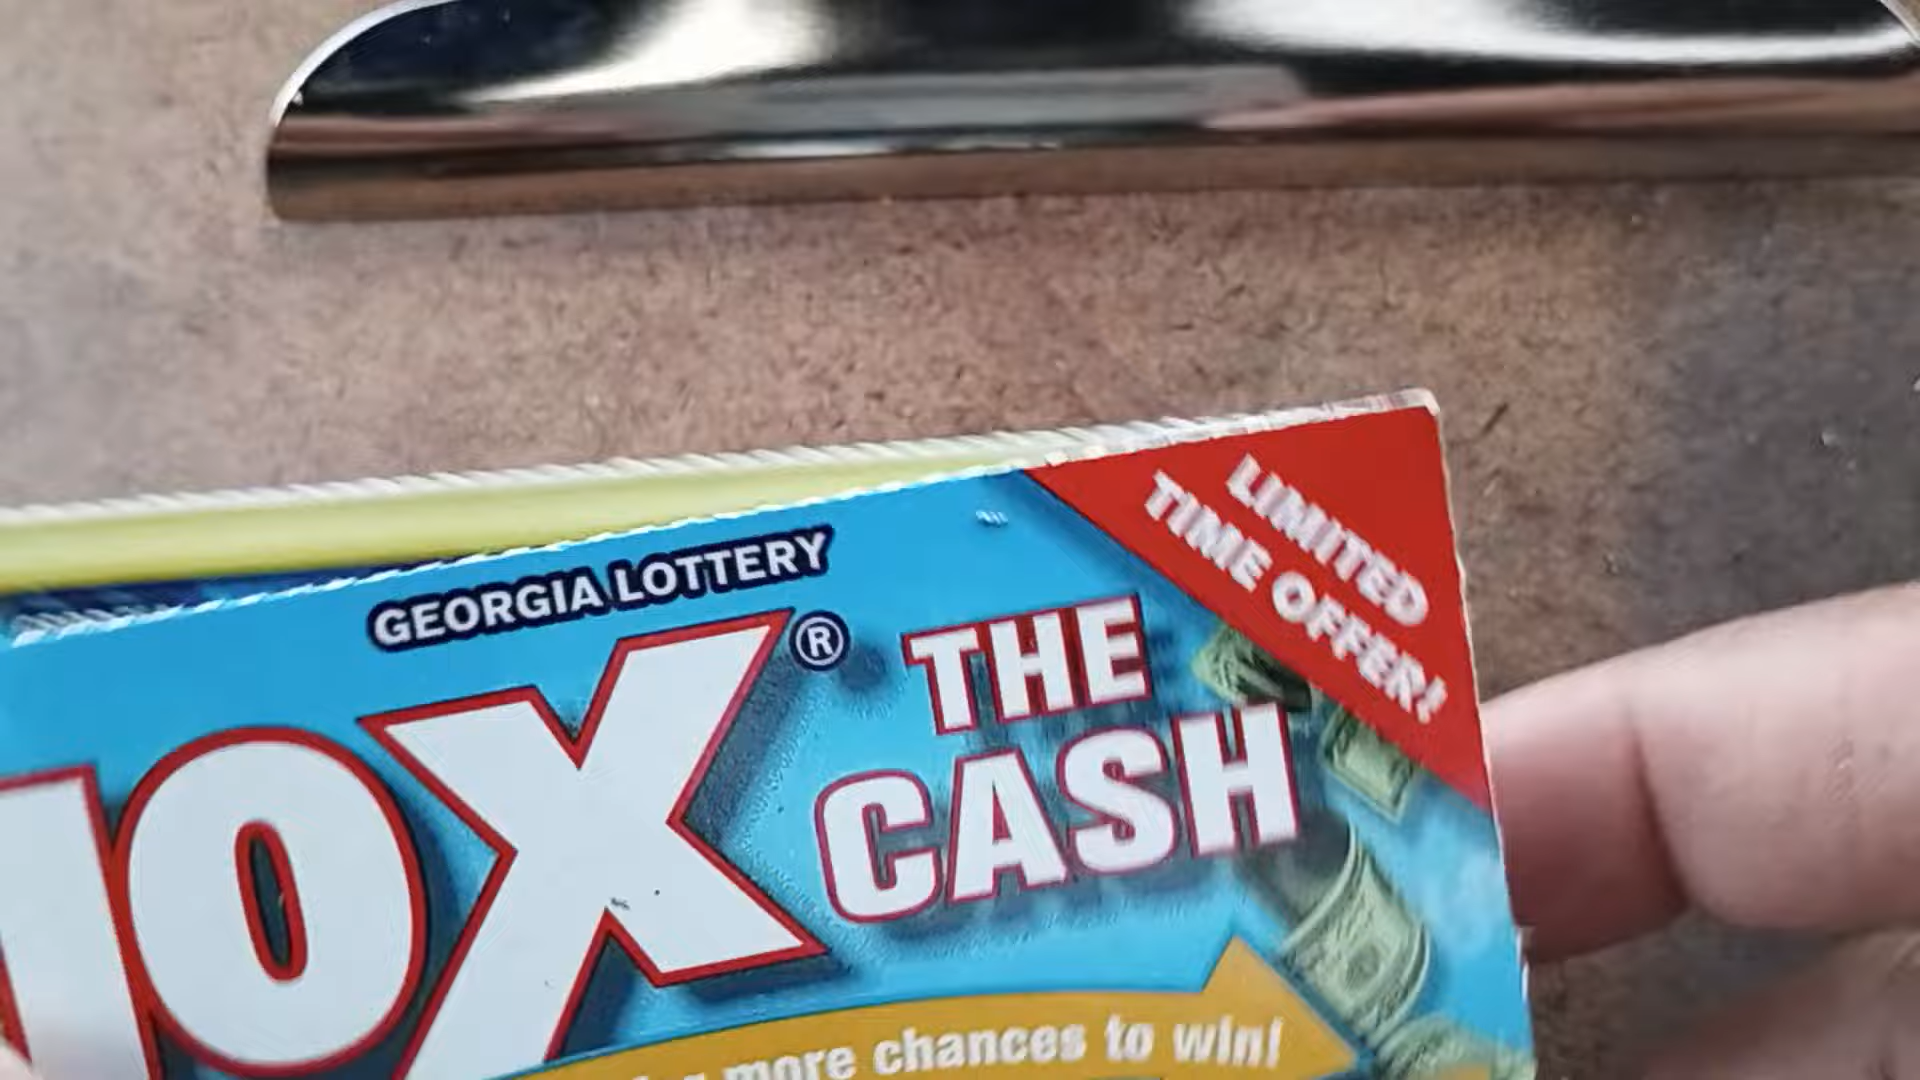 GEORGIA LOTTERY
10X® THE
CASH
LIMITED
TIME OFFER!
more chances to win!